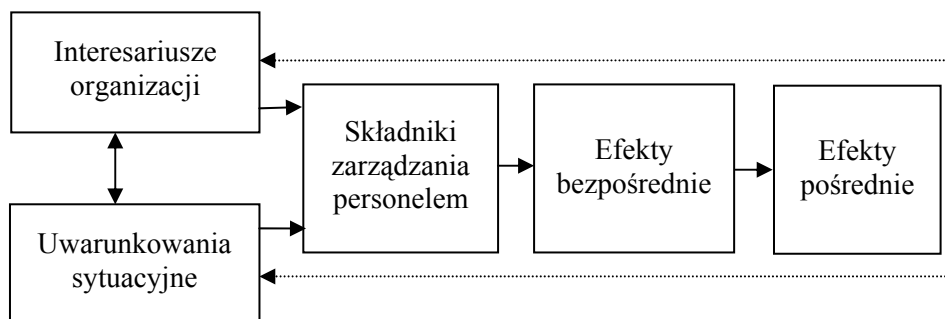 Interesariusze
organizacji
Składniki
zarządzania
personelem
Efekty
bezpośrednie
Efekty
pośrednie
Uwarunkowania
sytuacyjne